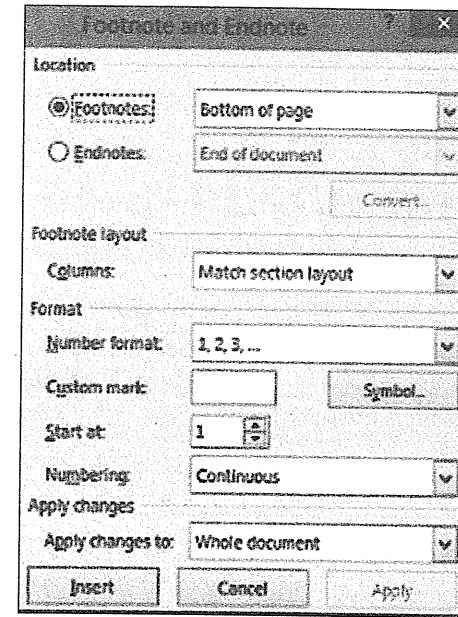 Footnote and Endnote ? ×
Location
Footnotes: Bottom of page
Endnotes: End of document
Convert...
Footnote layout
Columns: Match section layout
Format
Number format: 1, 2, 3, ...
Custom mark: Symbol...
Start at: 1
Numbering: Continuous
Apply changes
Apply changes to: Whole document
Insert Cancel Apply